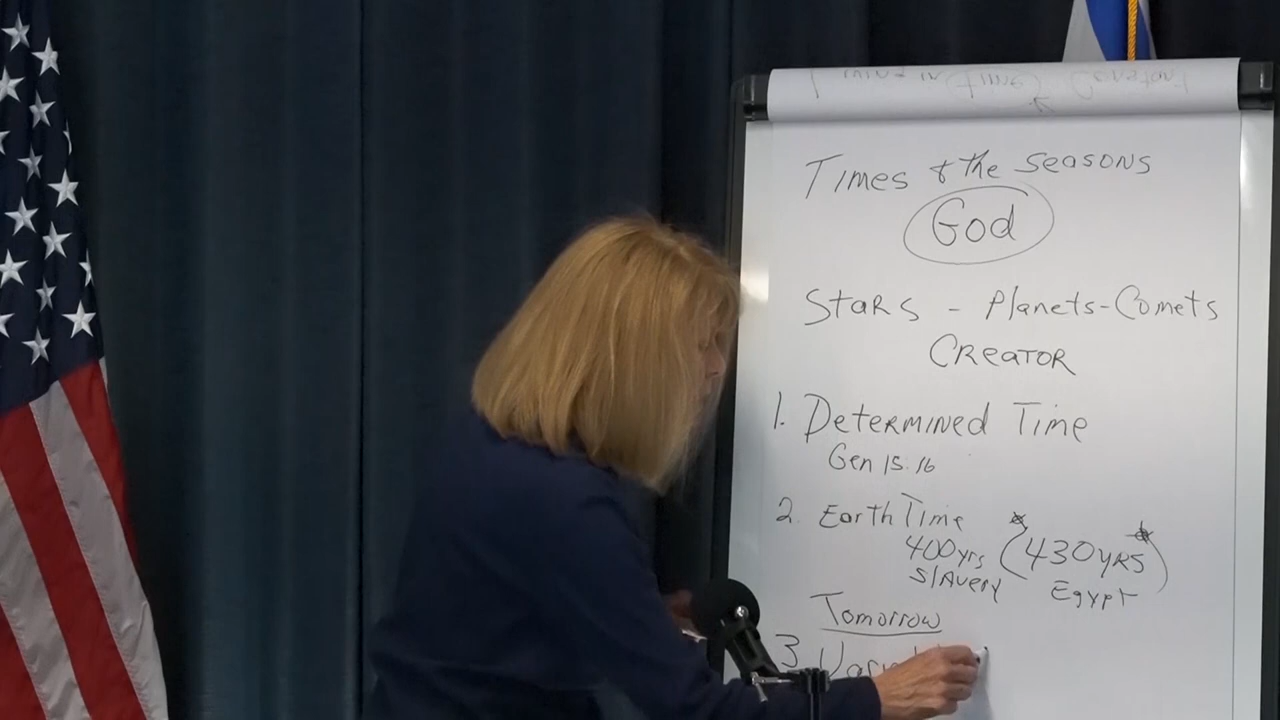 Times & the seasons
God
Stars - Planets-Comets
Creator
1. Determined Time
Gen 15:16
2. Earth Time
400yrs (430yrs)
slavery Egypt
Tomorrow
3